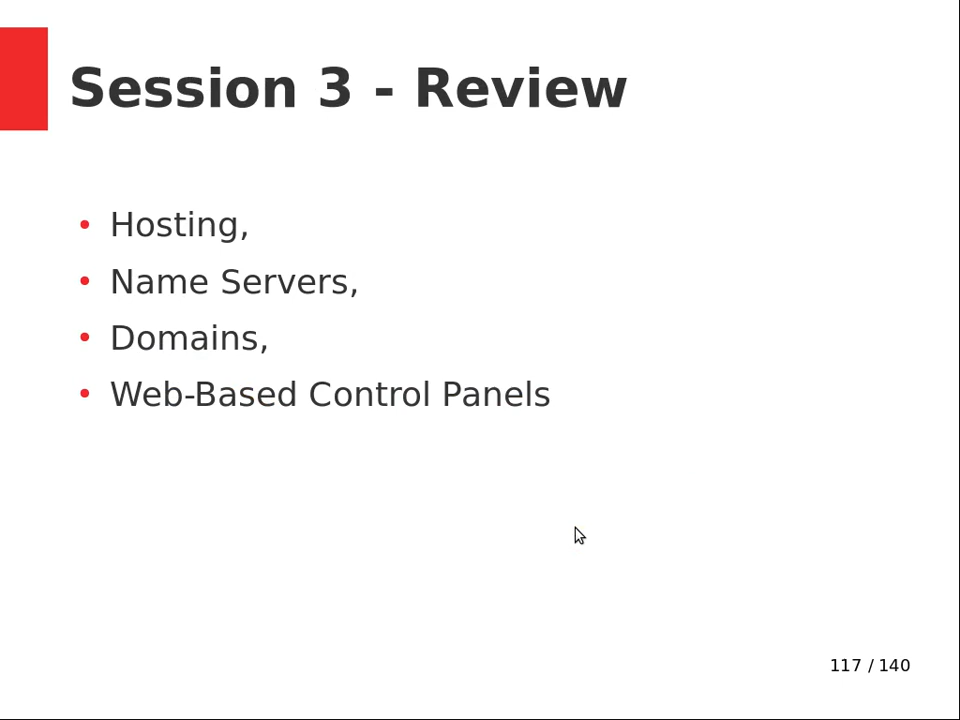 Session 3 - Review
• Hosting,
• Name Servers,
• Domains,
• Web-Based Control Panels
117 / 140